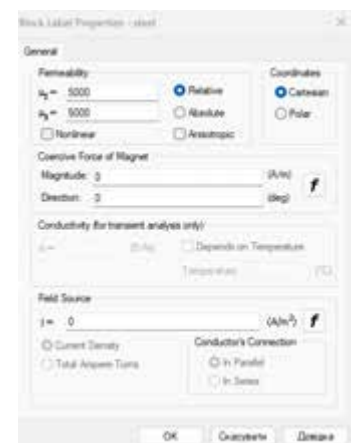 Block Label Properties - steel
General
Permeability
Coordinates
μx = 5000
Relative
Cartesian
μy = 5000
Absolute
Polar
Nonlinear
Anisotropic
Coercive Force of Magnet
Magnitude: 0 (A/m)
Direction: 0 (deg)
f
Conductivity (for transient analysis only)
Depends on Temperature
Temperature:
Field Source
j = 0 (A/m²)
f
Current Density
Total Ampere Turns
Conductor's Connection
In Parallel
In Series
OK
Скасувати
Довідка